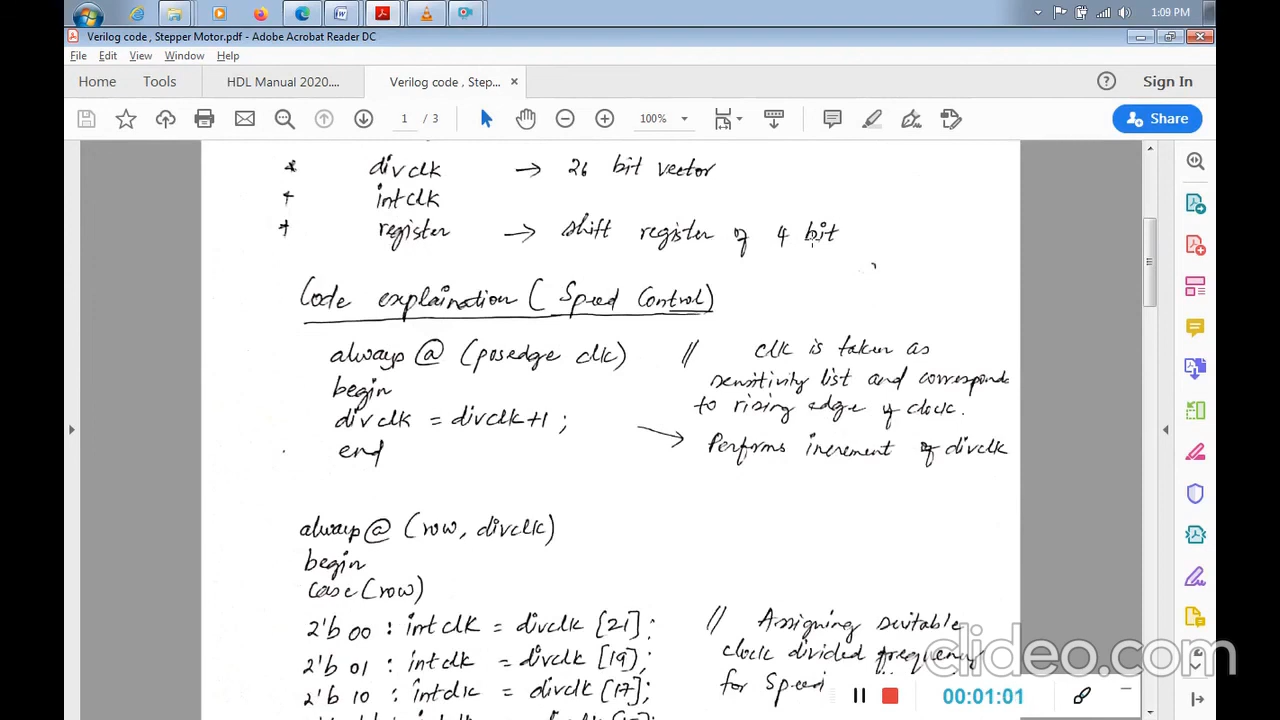 1:09 PM
Verilog code , Stepper Motor.pdf - Adobe Acrobat Reader DC
File Edit View Window Help
Home Tools HDL Manual 2020.... Verilog code , Step... × Sign In
1 / 3 100% Share
* divclk → 26 bit vector
+ intclk
+ register → shift register of 4 bit
Code explaination ( Speed Control)
always @ (posedge clk) // clk is taken as
begin sensitivity list and corresponds
to rising edge of clock.
divclk = divclk+1 ; → Performs increment of divclk
end
always @ (row, divclk)
begin
case (row)
2'b 00 : intclk = divclk [21]; // Assigning suitable
clock divided frequency
2'b 01 : intclk = divclk [19];
for Speed
2'b 10 : intclk = divclk [17];
clideo.com
00:01:01